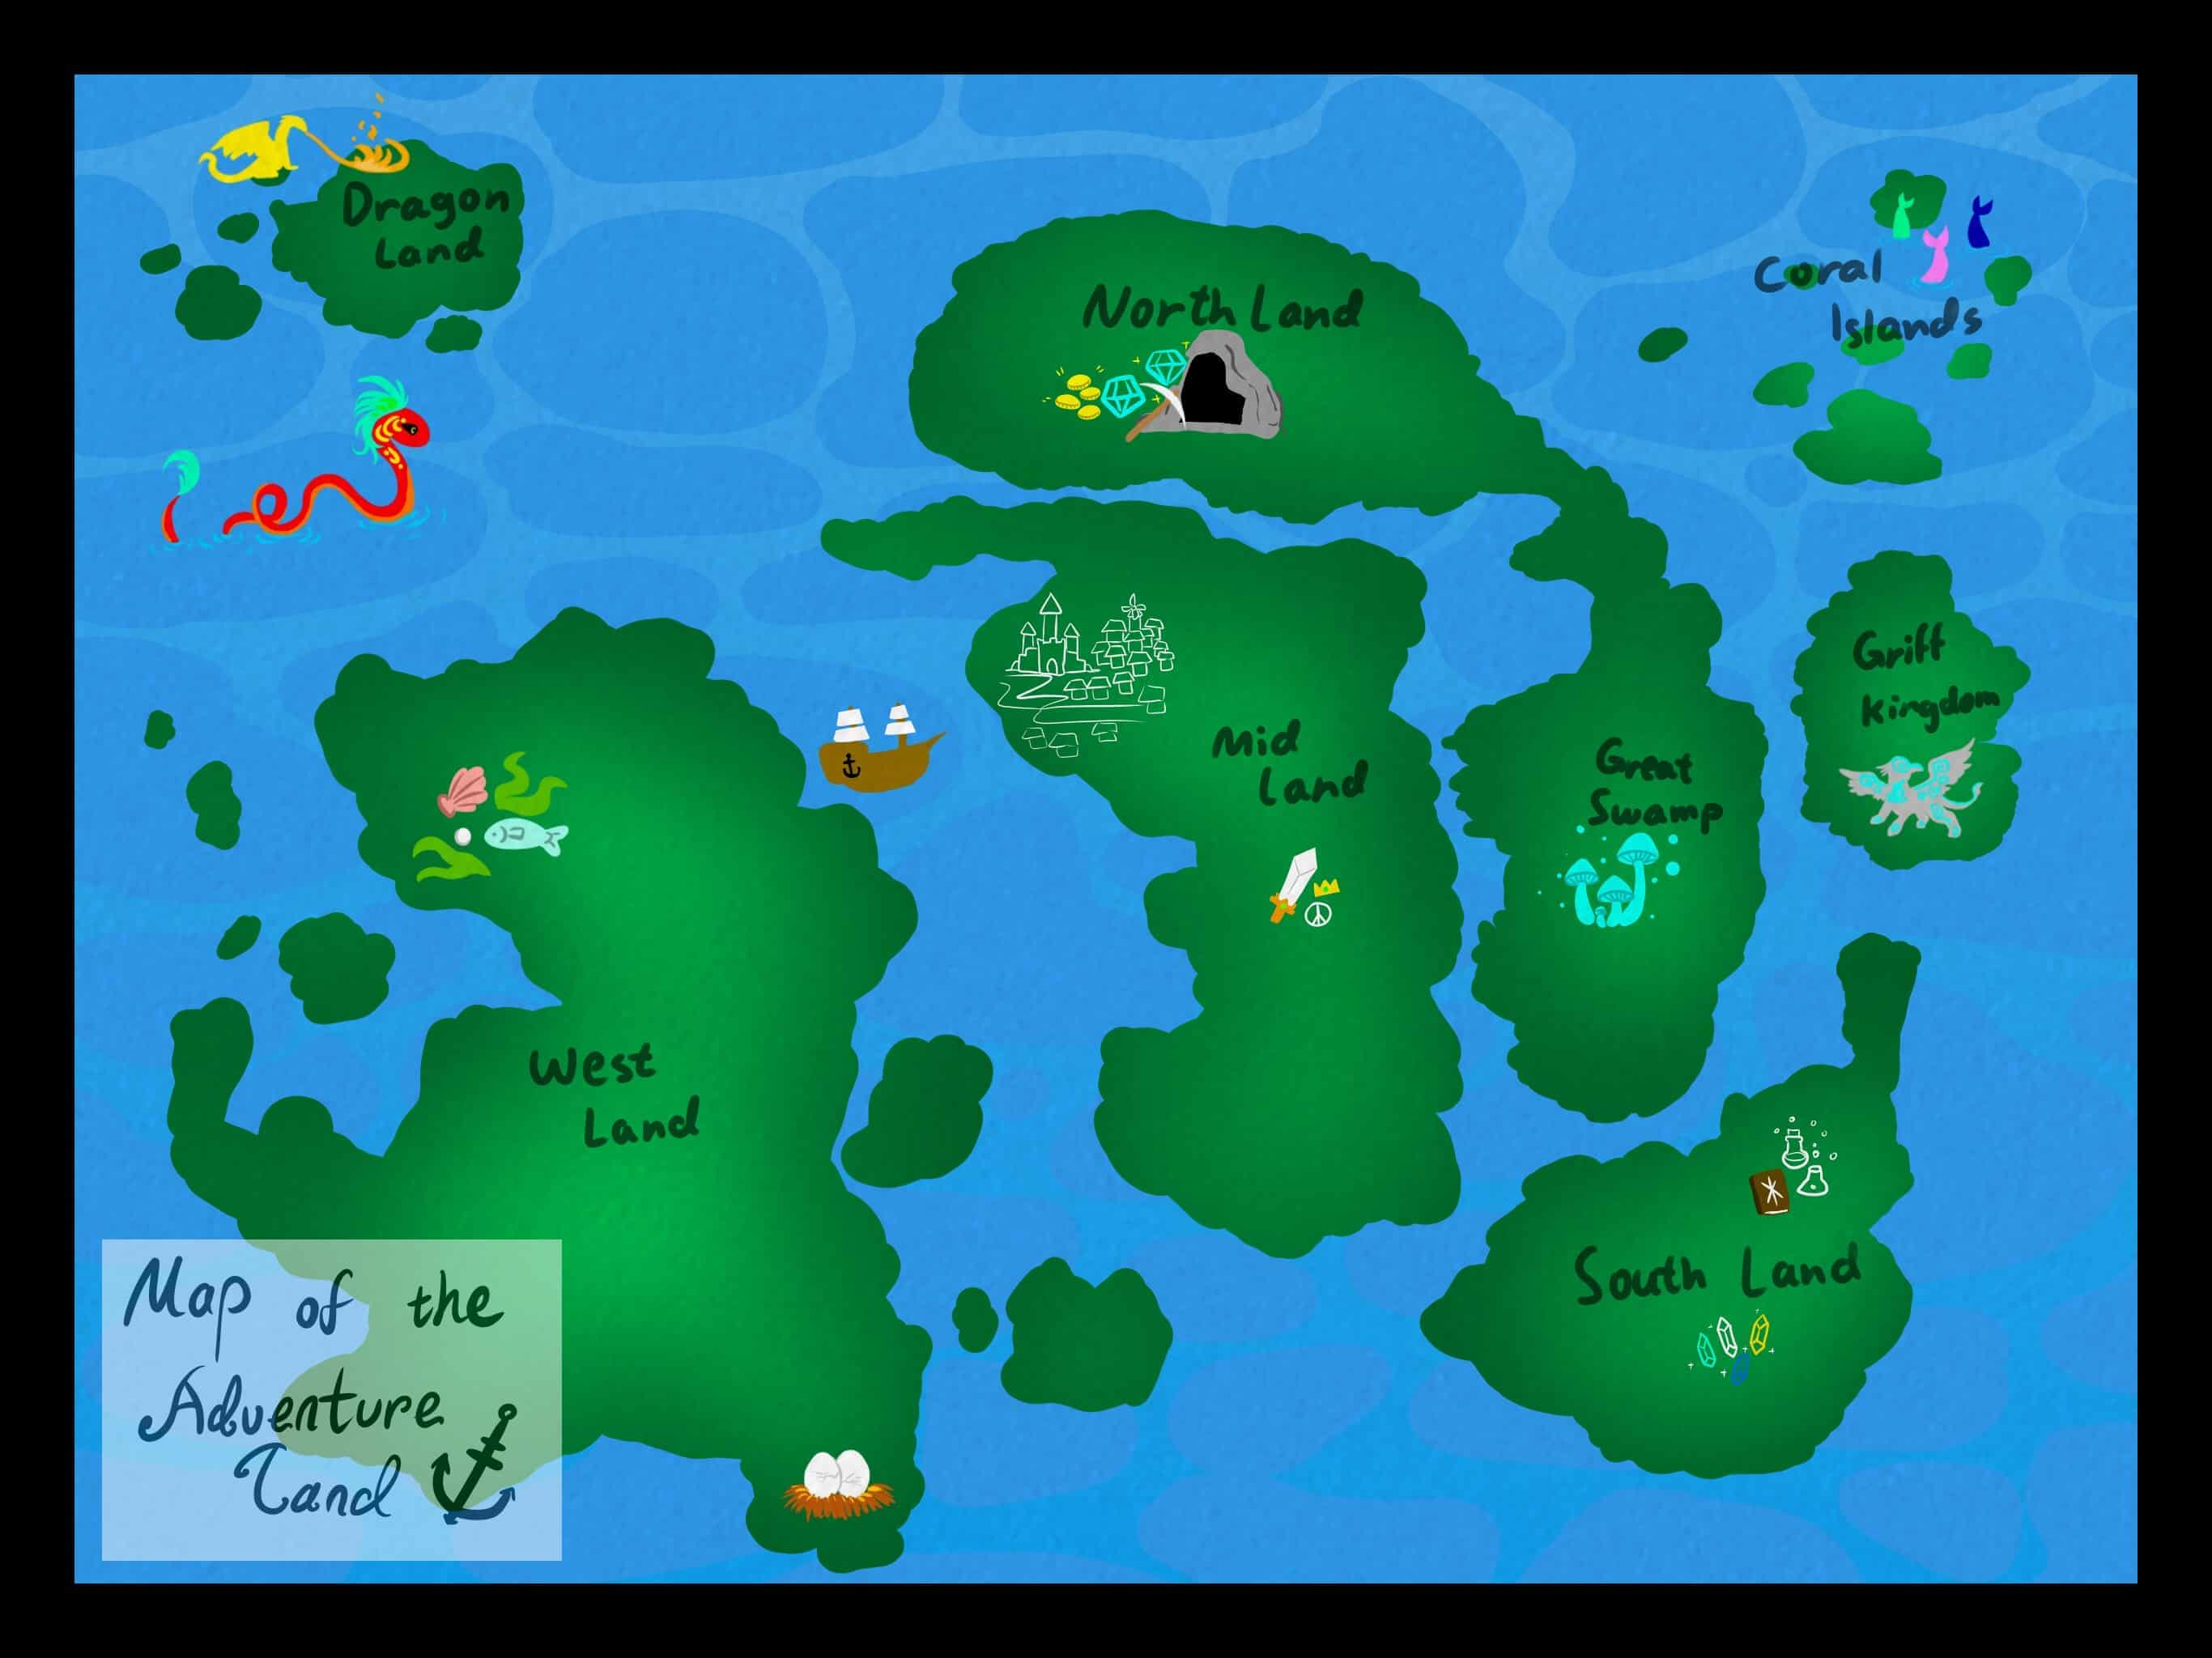 Dragon
Land
North Land
Coral
Islands
Mid
Land
Great
Swamp
Griff
Kingdom
West
Land
South Land
Map of the
Adventure
Land